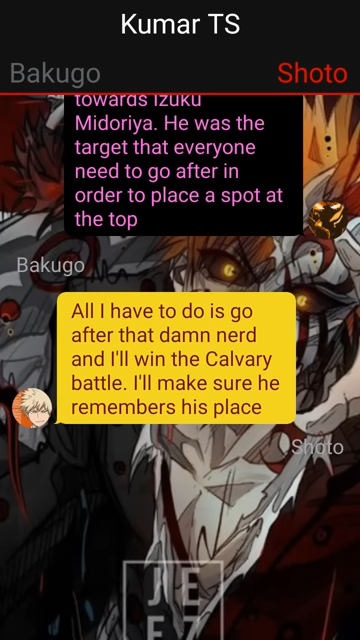 Kumar TS
Bakugo
Shoto
towards Izuku
Midoriya. He was the
target that everyone
need to go after in
order to place a spot at
the top
Bakugo
All I have to do is go
after that damn nerd
and I'll win the Calvary
battle. I'll make sure he
remembers his place
Shoto
JE